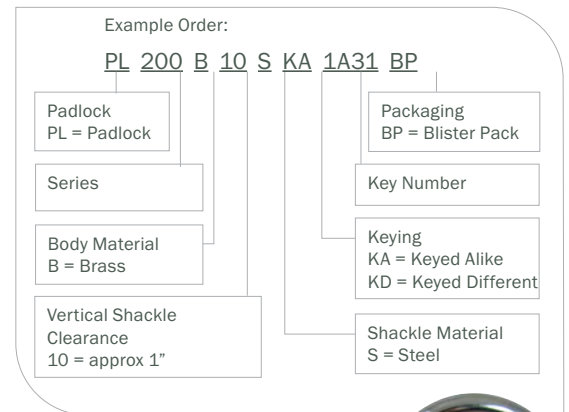 Example Order:
PL 200 B 10 S KA 1A31 BP
Padlock
PL = Padlock
Series
Body Material
B = Brass
Vertical Shackle
Clearance
10 = approx 1”
Packaging
BP = Blister Pack
Key Number
Keying
KA = Keyed Alike
KD = Keyed Different
Shackle Material
S = Steel